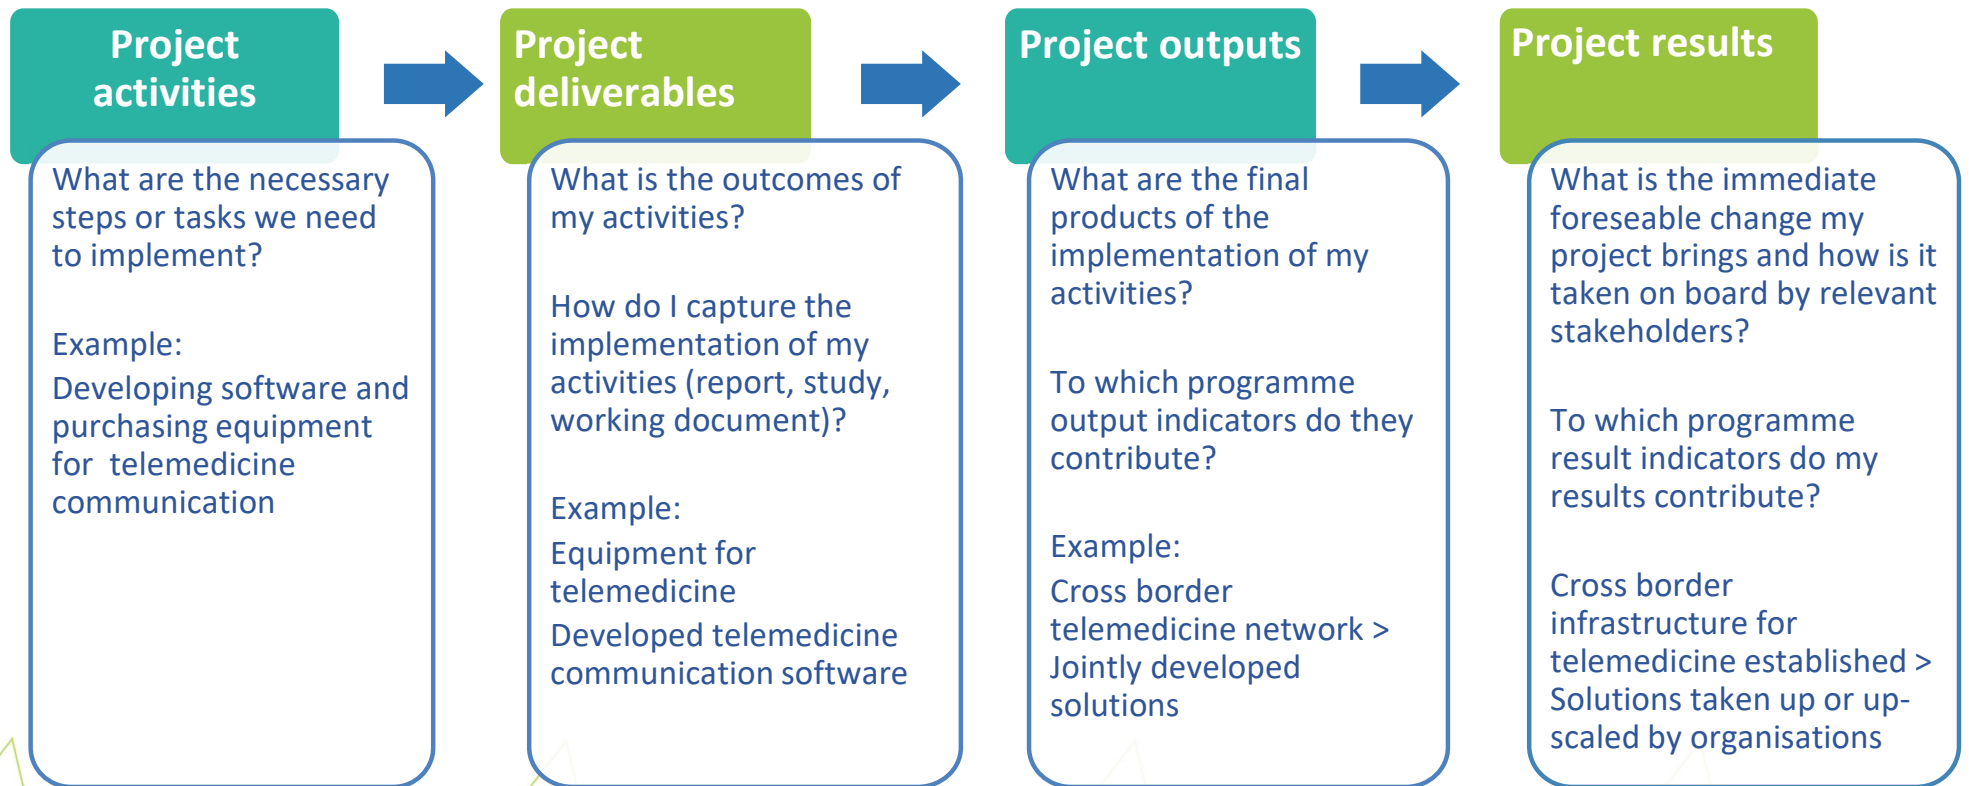 Project
activities
What are the necessary
steps or tasks we need
to implement?
Example:
Developing software and
purchasing equipment
for telemedicine
communication
Project
deliverables
What is the outcomes of
my activities?
How do I capture the
implementation of my
activities (report, study,
working document)?
Example:
Equipment for
telemedicine
Developed telemedicine
communication software
Project outputs
What are the final
products of the
implementation of my
activities?
To which programme
output indicators do they
contribute?
Example:
Cross border
telemedicine network >
Jointly developed
solutions
Project results
What is the immediate
foreseable change my
project brings and how is it
taken on board by relevant
stakeholders?
To which programme
result indicators do my
results contribute?
Cross border
infrastructure for
telemedicine established >
Solutions taken up or up-
scaled by organisations